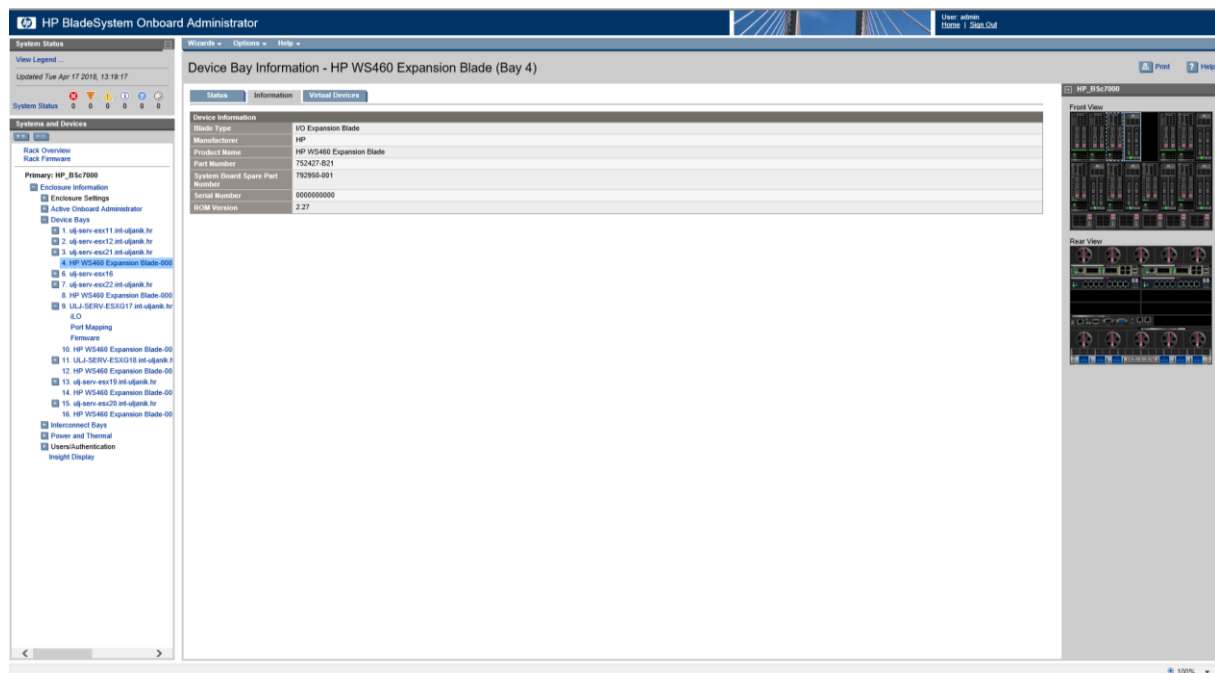 HP BladeSystem Onboard Administrator
User: admin
Home | Sign Out
System Status
Wizards Options Help
View Legend ...
Updated Tue Apr 17 2018, 13:19:17
System Status 0 0 0 0 0 0
Device Bay Information - HP WS460 Expansion Blade (Bay 4)
Print ? Help
Status Information Virtual Devices
Device Information
Blade Type I/O Expansion Blade
Manufacturer HP
Product Name HP WS460 Expansion Blade
Part Number 752427-B21
System Board Spare Part
Number 792950-001
Serial Number 0000000000
ROM Version 2.27
Systems and Devices
Rack Overview
Rack Firmware
Primary: HP_BSc7000
Enclosure Information
Enclosure Settings
Active Onboard Administrator
Device Bays
1. ulj-serv-esx11.int-uljanik.hr
2. ulj-serv-esx12.int-uljanik.hr
3. ulj-serv-esx21.int-uljanik.hr
4. HP WS460 Expansion Blade-000
6. ulj-serv-esx16
7. ulj-serv-esx22.int-uljanik.hr
8. HP WS460 Expansion Blade-000
9. ULJ-SERV-ESXG17.int-uljanik.hr
iLO
Port Mapping
Firmware
10. HP WS460 Expansion Blade-00
11. ULJ-SERV-ESXG18.int-uljanik.h
12. HP WS460 Expansion Blade-00
13. ulj-serv-esx19.int-uljanik.hr
14. HP WS460 Expansion Blade-00
15. ulj-serv-esx20.int-uljanik.hr
16. HP WS460 Expansion Blade-00
Interconnect Bays
Power and Thermal
Users/Authentication
Insight Display
HP_BSc7000
Front View
Rear View
100%